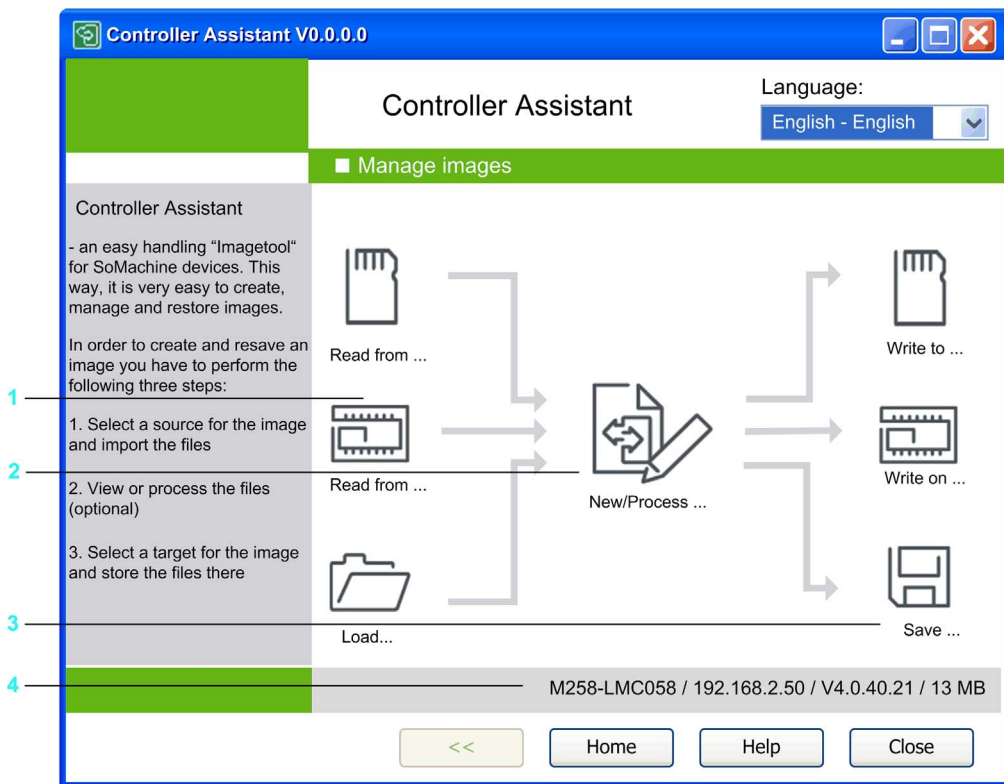 Controller Assistant V0.0.0.0
Controller Assistant
Language:
English - English
Manage images
Controller Assistant
- an easy handling “Imagetool“
for SoMachine devices. This
way, it is very easy to create,
manage and restore images.
In order to create and resave an
image you have to perform the
following three steps:
1. Select a source for the image
and import the files
2. View or process the files
(optional)
3. Select a target for the image
and store the files there
1
2
3
4
Read from ...
Read from ...
Load...
New/Process ...
Write to ...
Write on ...
Save ...
M258-LMC058 / 192.168.2.50 / V4.0.40.21 / 13 MB
<<
Home
Help
Close